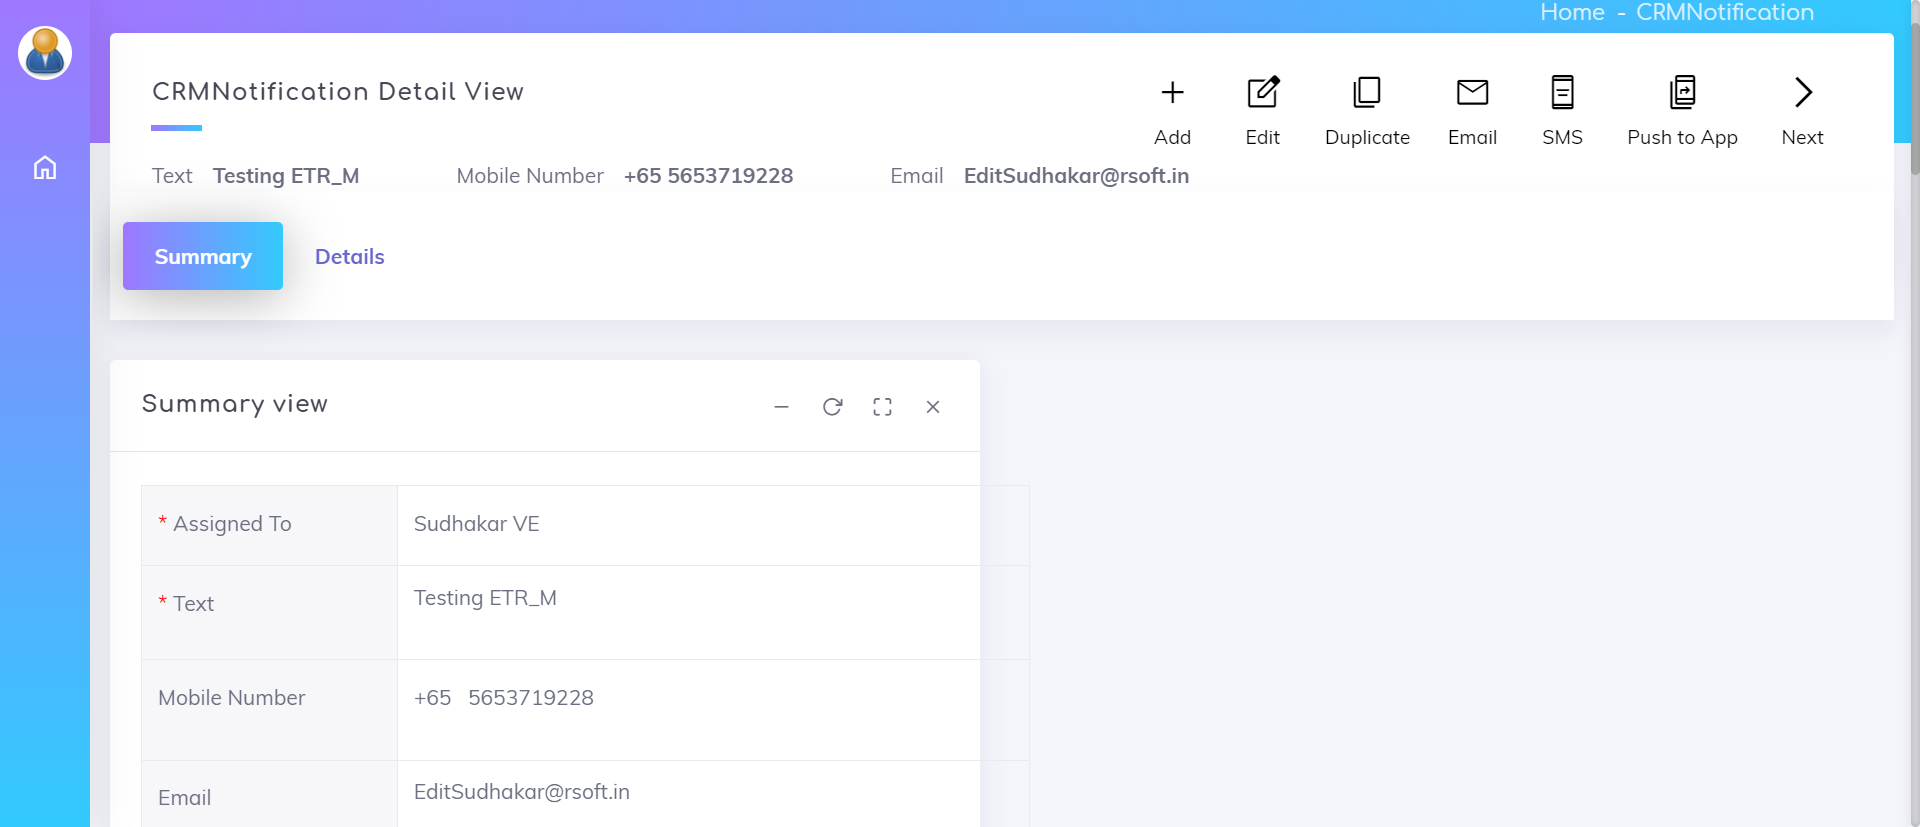 Home - CRMNotification
CRMNotification Detail View
Add Edit Duplicate Email SMS Push to App Next
Text Testing ETR_M Mobile Number +65 5653719228 Email EditSudhakar@rsoft.in
Summary Details
Summary view
* Assigned To Sudhakar VE
* Text Testing ETR_M
Mobile Number +65 5653719228
Email EditSudhakar@rsoft.in